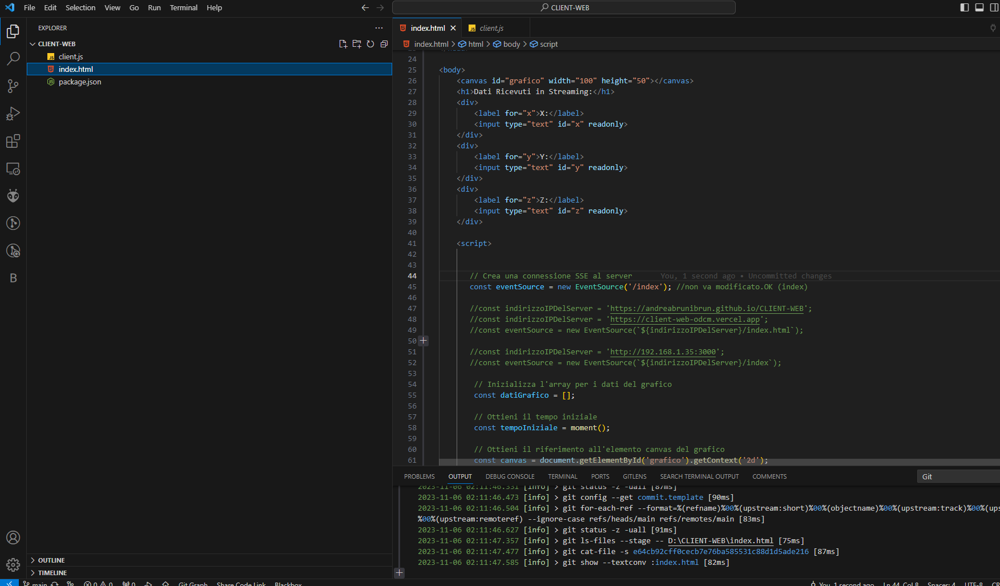 File Edit Selection View Go Run Terminal Help
CLIENT-WEB
EXPLORER
CLIENT-WEB
client.js
index.html
package.json
OUTLINE
TIMELINE
index.html
client.js
index.html > html > body > script
24
25 <body>
26 <canvas id="grafico" width="100" height="50"></canvas>
27 <h1>Dati Ricevuti in Streaming:</h1>
28 <div>
29 <label for="x">X:</label>
30 <input type="text" id="x" readonly>
31 </div>
32 <div>
33 <label for="y">Y:</label>
34 <input type="text" id="y" readonly>
35 </div>
36 <div>
37 <label for="z">Z:</label>
38 <input type="text" id="z" readonly>
39 </div>
40
41 <script>
42
43
44 // Crea una connessione SSE al server You, 1 second ago • Uncommitted changes
45 const eventSource = new EventSource('/index'); //non va modificato.OK (index)
46
47 //const indirizzoIPDelServer = 'https://andreabrunibrun.github.io/CLIENT-WEB';
48 //const indirizzoIPDelServer = 'https://client-web-odcm.vercel.app';
49 //const eventSource = new EventSource(`${indirizzoIPDelServer}/index.html`);
50
51 //const indirizzoIPDelServer = 'http://192.168.1.35:3000';
52 //const eventSource = new EventSource(`${indirizzoIPDelServer}/index`);
53
54 // Inizializza l'array per i dati del grafico
55 const datiGrafico = [];
56
57 // Ottieni il tempo iniziale
58 const tempoIniziale = moment();
59
60 // Ottieni il riferimento all'elemento canvas del grafico
61 const canvas = document.getElementById('grafico').getContext('2d');
PROBLEMS OUTPUT DEBUG CONSOLE TERMINAL PORTS GITLENS SEARCH TERMINAL OUTPUT COMMENTS
Git
2023-11-06 02:11:46.331 [info] > git status -z -uall [87ms]
2023-11-06 02:11:46.473 [info] > git config --get commit.template [90ms]
2023-11-06 02:11:46.504 [info] > git for-each-ref --format=%(refname)%00%(upstream:short)%00%(objectname)%00%(upstream:track)%00%(ups
%00%(upstream:remoteref) --ignore-case refs/heads/main refs/remotes/main [83ms]
2023-11-06 02:11:46.627 [info] > git status -z -uall [91ms]
2023-11-06 02:11:47.357 [info] > git ls-files --stage -- D:\CLIENT-WEB\index.html [75ms]
2023-11-06 02:11:47.477 [info] > git cat-file -s e64cb92cff0cecb7e76ba585531c88d1d5ade216 [87ms]
2023-11-06 02:11:47.585 [info] > git show --textconv :index.html [82ms]
main 0 0 0 Git Graph Share Code Link Blackbox You, 1 second ago Ln 44, Col 8 Spaces: 4 UTF-8 CR